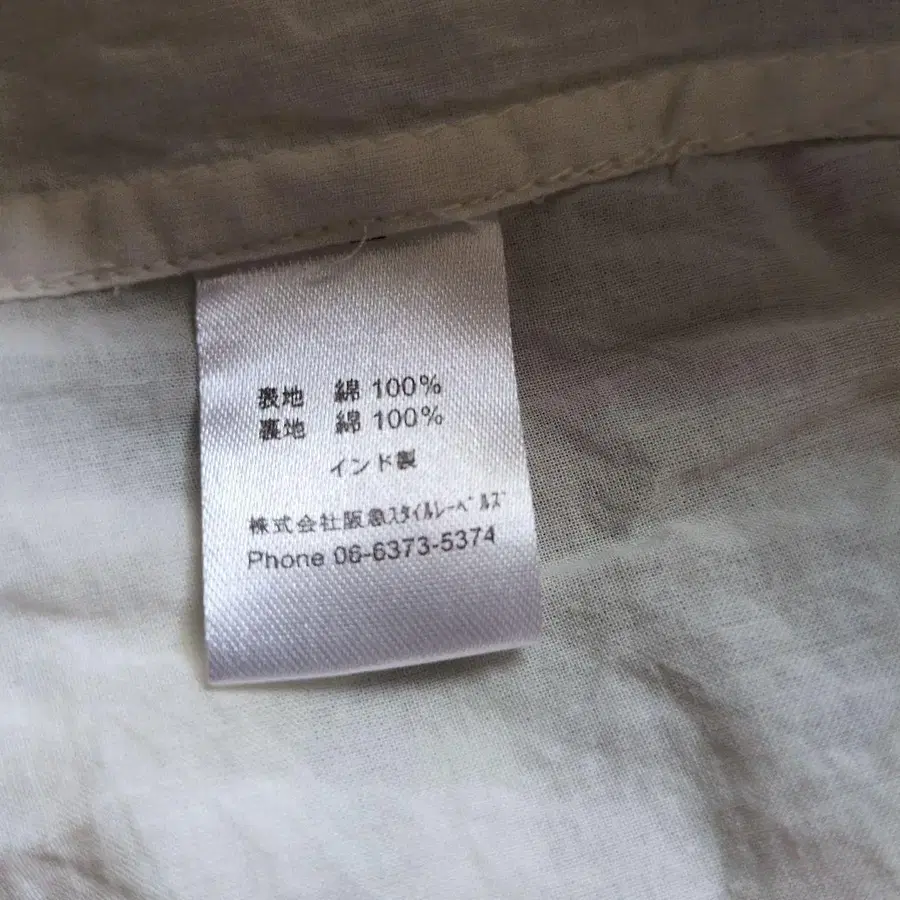 表地 綿 100%
裏地 綿 100%
インド製
株式会社阪急ｽﾀｲﾙﾚｰﾍﾞﾙｽﾞ
Phone 06-6373-5374